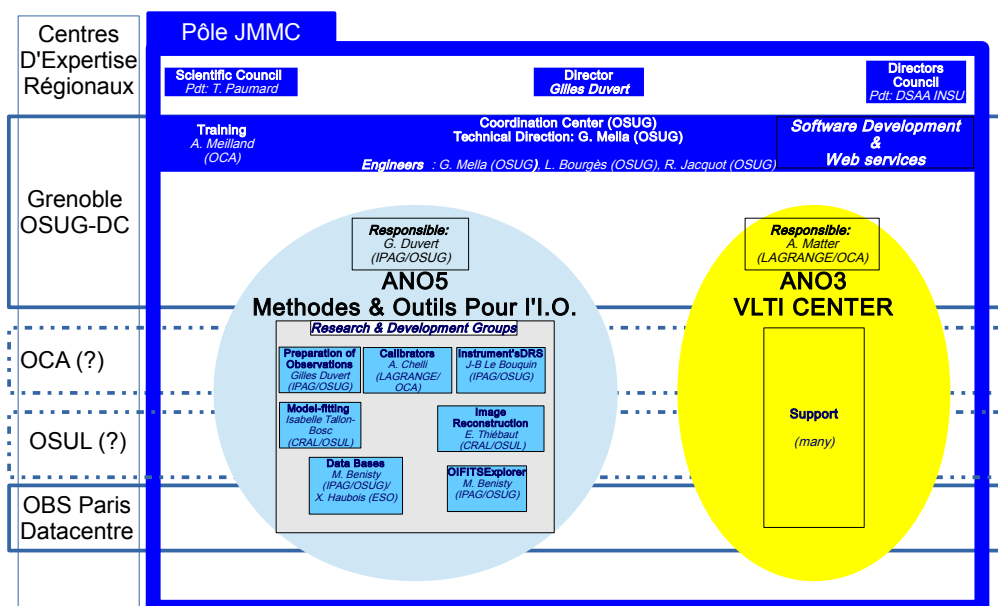 Centres
D'Expertise
Régionaux
Pôle JMMC
Scientific Council
Pdt: T. Paumard
Director
Gilles Duvert
Directors
Council
Pdt: DSAA INSU
Training
A. Meilland
(OCA)
Coordination Center (OSUG)
Technical Direction: G. Mella (OSUG)
Engineers : G. Mella (OSUG), L. Bourgès (OSUG), R. Jacquot (OSUG)
Software Development
&
Web services
Grenoble
OSUG-DC
Responsible:
G. Duvert
(IPAG/OSUG)
ANO5
Methodes & Outils Pour l'I.O.
Responsible:
A. Matter
(LAGRANGE/OCA)
ANO3
VLTI CENTER
Research & Development Groups
OCA (?)
Preparation of
Observations
Gilles Duvert
(IPAG/OSUG)
Calibrators
A. Chelli
(LAGRANGE/
OCA)
Instrument'sDRS
J-B Le Bouquin
(IPAG/OSUG)
OSUL (?)
Model-fitting
Isabelle Tallon-
Bosc
(CRAL/OSUL)
Image
Reconstruction
E. Thiébaut
(CRAL/OSUL)
Support
(many)
Data Bases
M. Benisty
(IPAG/OSUG)/
X. Haubois (ESO)
OIFITSExplorer
M. Benisty
(IPAG/OSUG)
OBS Paris
Datacentre